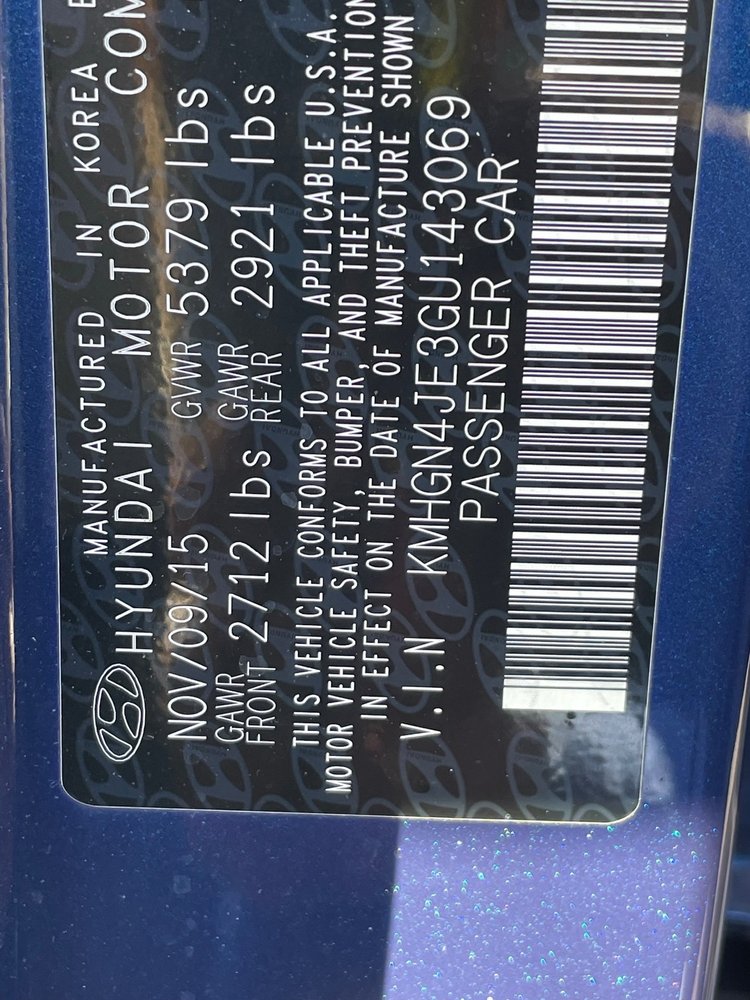 MANUFACTURED IN KOREA
HYUNDAI MOTOR COM
NOV/09/15 GVWR 5379 lbs
GAWR FRONT 2712 lbs GAWR REAR 2921 lbs
THIS VEHICLE CONFORMS TO ALL APPLICABLE U.S.A.
MOTOR VEHICLE SAFETY, BUMPER, AND THEFT PREVENTION
IN EFFECT ON THE DATE OF MANUFACTURE SHOWN
V.I.N KMHGN4JE3GU143069
PASSENGER CAR